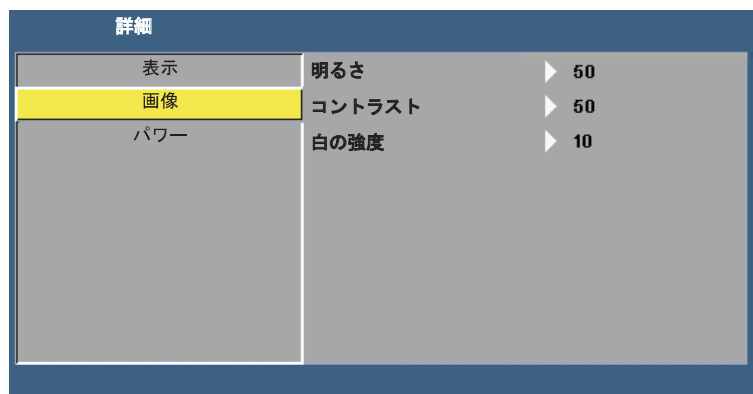 詳細
表示
画像
パワー
明るさ 50
コントラスト 50
白の強度 10